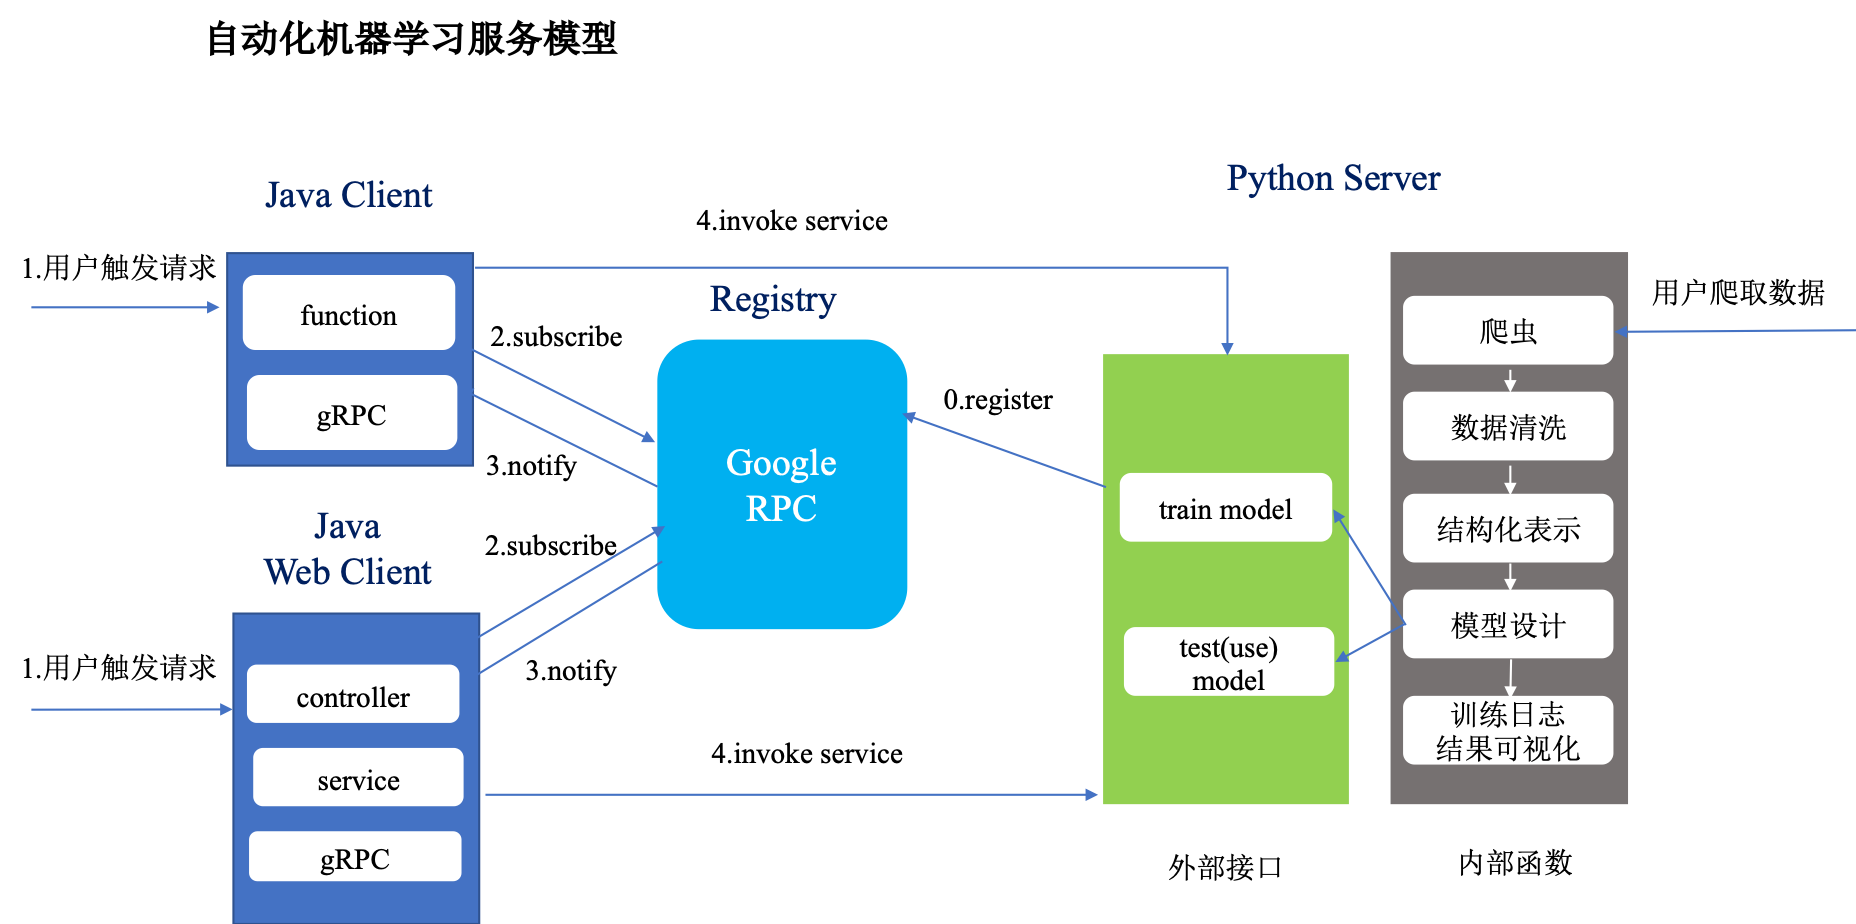 自动化机器学习服务模型
Java Client
Python Server
4.invoke service
1.用户触发请求
function
gRPC
2.subscribe
3.notify
Registry
Google
RPC
0.register
用户爬取数据
爬虫
数据清洗
结构化表示
模型设计
训练日志
结果可视化
train model
test(use)
model
Java
Web Client
2.subscribe
3.notify
1.用户触发请求
controller
service
gRPC
4.invoke service
外部接口
内部函数